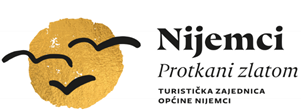 Nijemci
Protkani zlatom
TURISTIČKA ZAJEDNICA
OPĆINE NIJEMCI